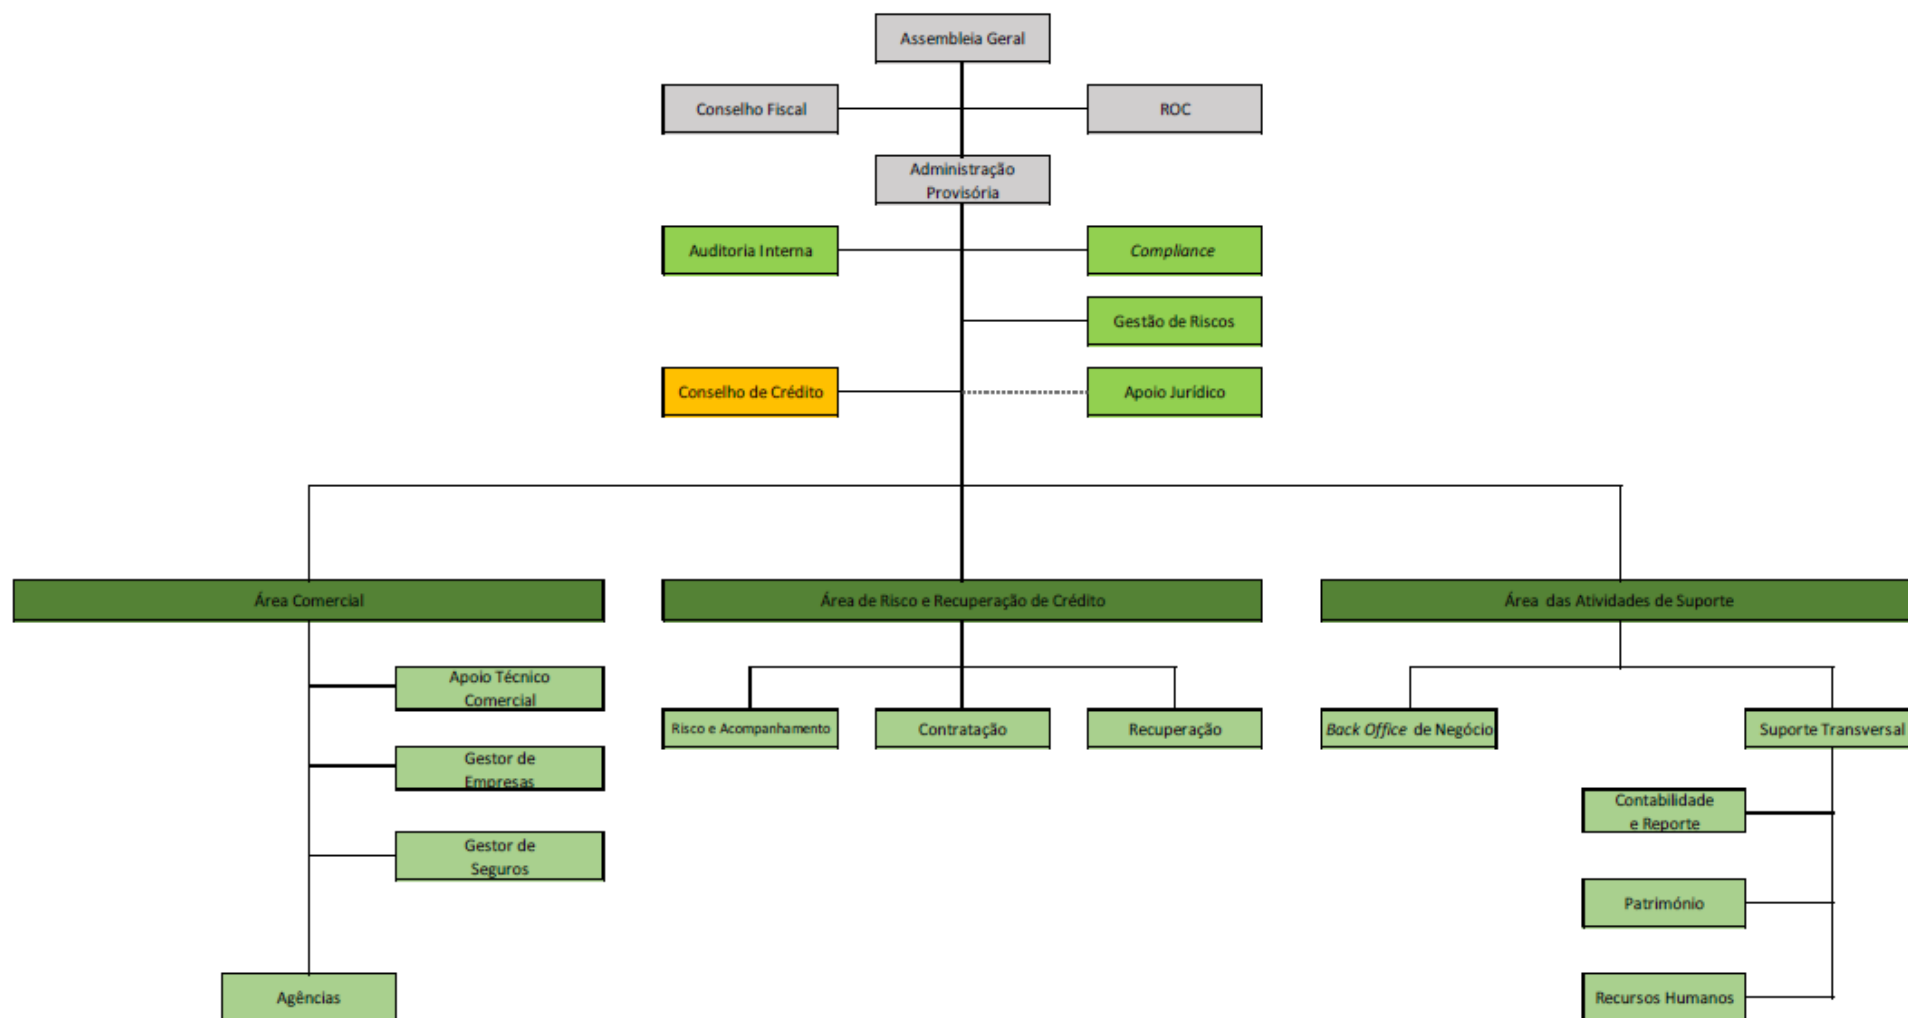 Assembleia Geral
Conselho Fiscal
ROC
Administração
Provisória
Auditoria Interna
Compliance
Gestão de Riscos
Conselho de Crédito
Apoio Jurídico
Área Comercial
Área de Risco e Recuperação de Crédito
Área das Atividades de Suporte
Apoio Técnico
Comercial
Gestor de
Empresas
Gestor de
Seguros
Agências
Risco e Acompanhamento
Contratação
Recuperação
Back Office de Negócio
Suporte Transversal
Contabilidade
e Reporte
Património
Recursos Humanos